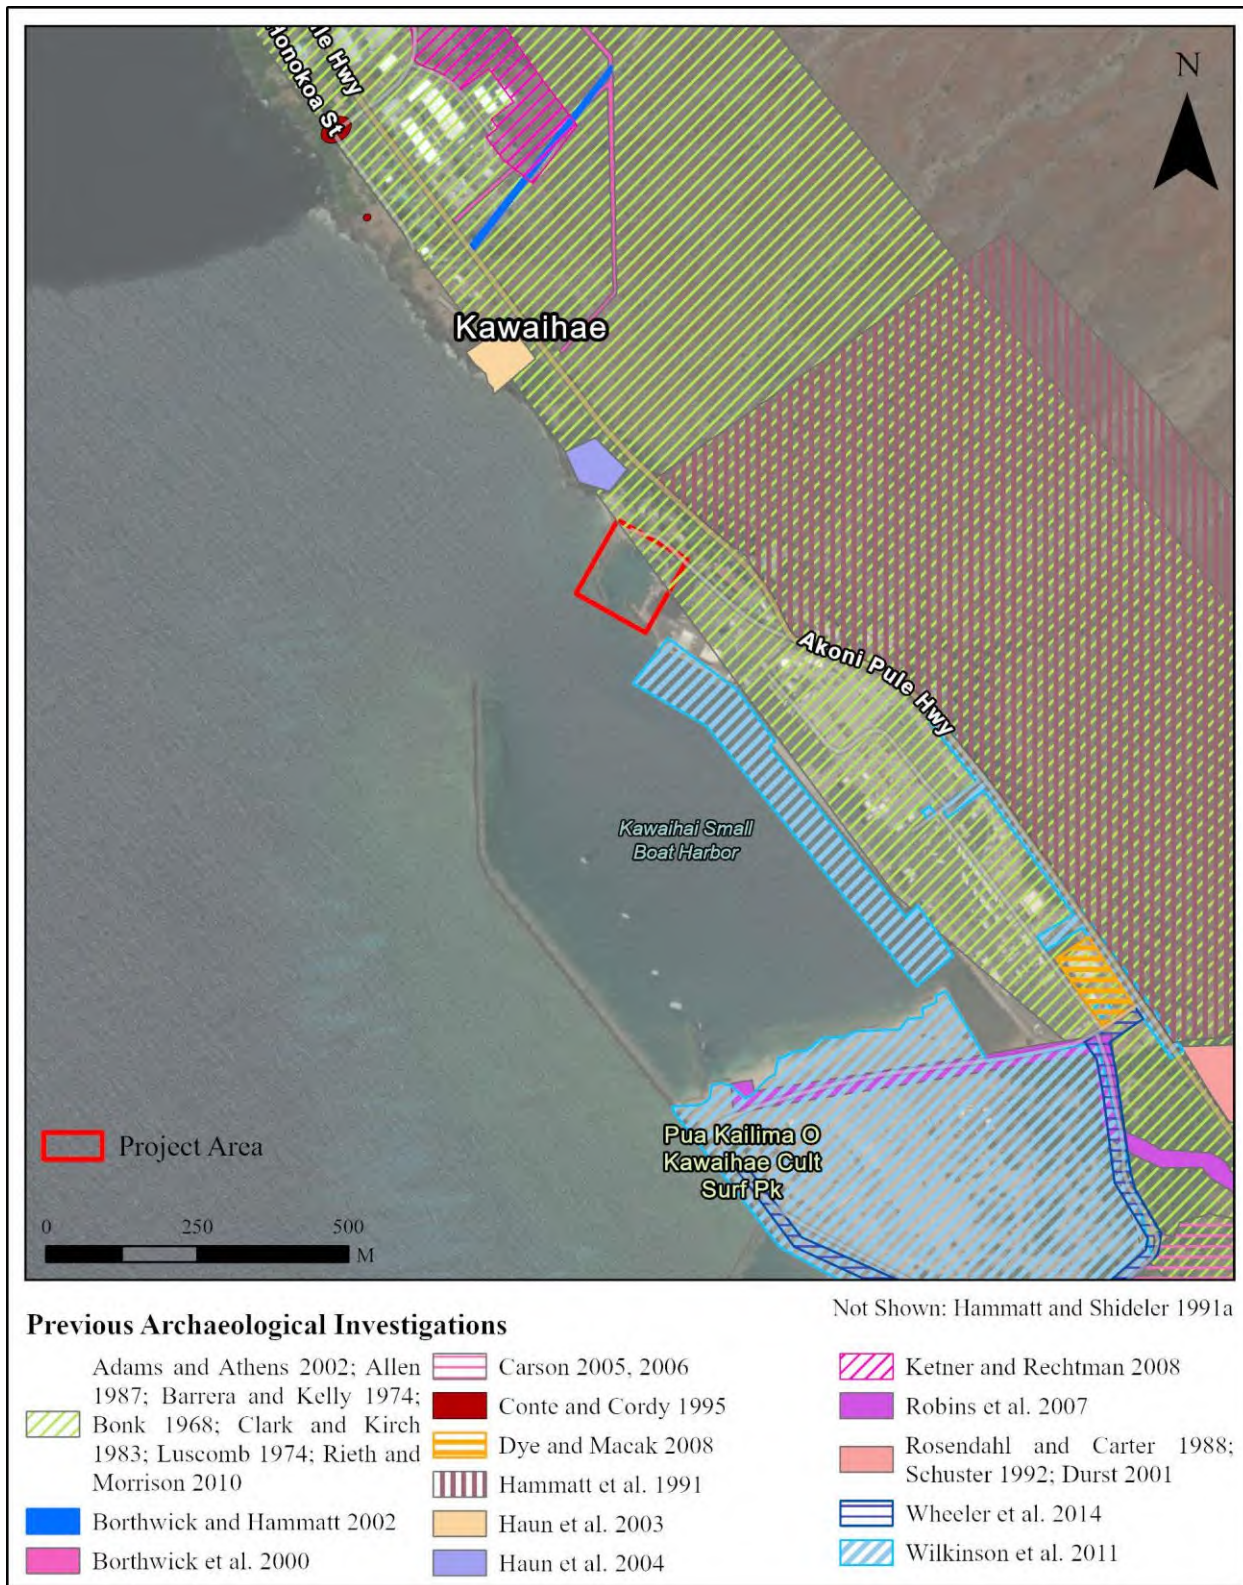 ule Hwy
Honokoa St
N
Kawaihae
Akoni Pule Hwy
Kawaihai Small
Boat Harbor
Pua Kailima O
Kawaihae Cult
Surf Pk
Project Area
0 250 500
M
Not Shown: Hammatt and Shideler 1991a
Previous Archaeological Investigations
Adams and Athens 2002; Allen
1987; Barrera and Kelly 1974;
Bonk 1968; Clark and Kirch
1983; Luscomb 1974; Rieth and
Morrison 2010
Borthwick and Hammatt 2002
Borthwick et al. 2000
Carson 2005, 2006
Conte and Cordy 1995
Dye and Macak 2008
Hammatt et al. 1991
Haun et al. 2003
Haun et al. 2004
Ketner and Rechtman 2008
Robins et al. 2007
Rosendahl and Carter 1988;
Schuster 1992; Durst 2001
Wheeler et al. 2014
Wilkinson et al. 2011